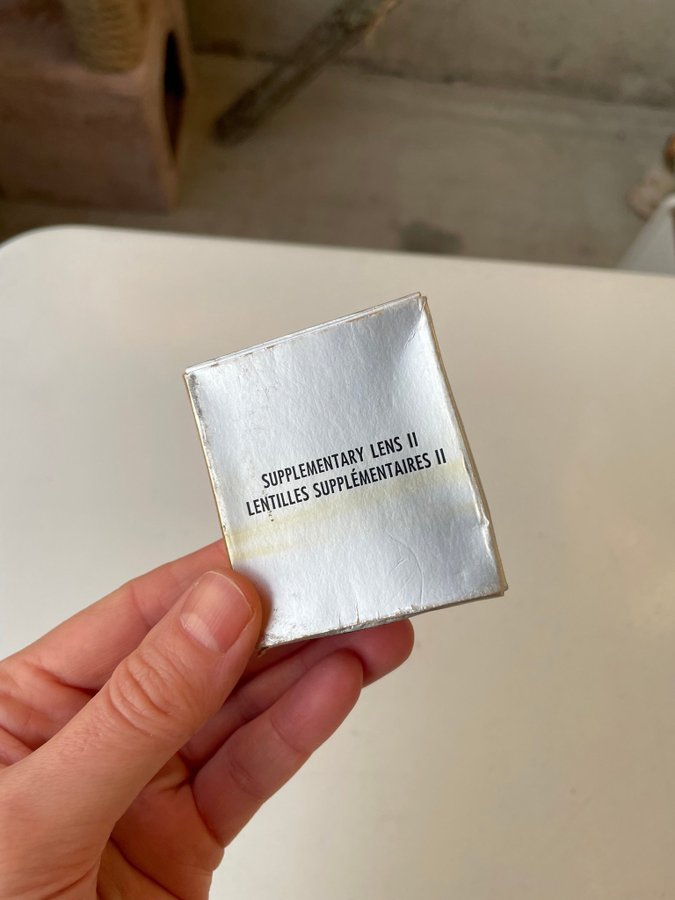 SUPPLEMENTARY LENS II
LENTILLES SUPPLÉMENTAIRES II